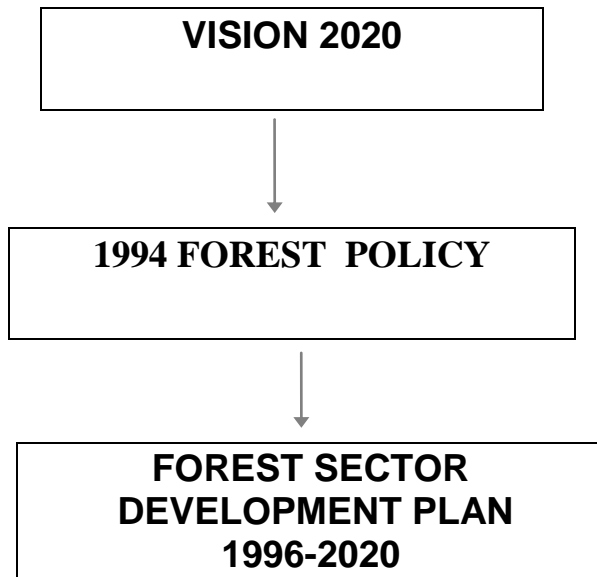 VISION 2020
1994 FOREST POLICY
FOREST SECTOR
DEVELOPMENT PLAN
1996-2020